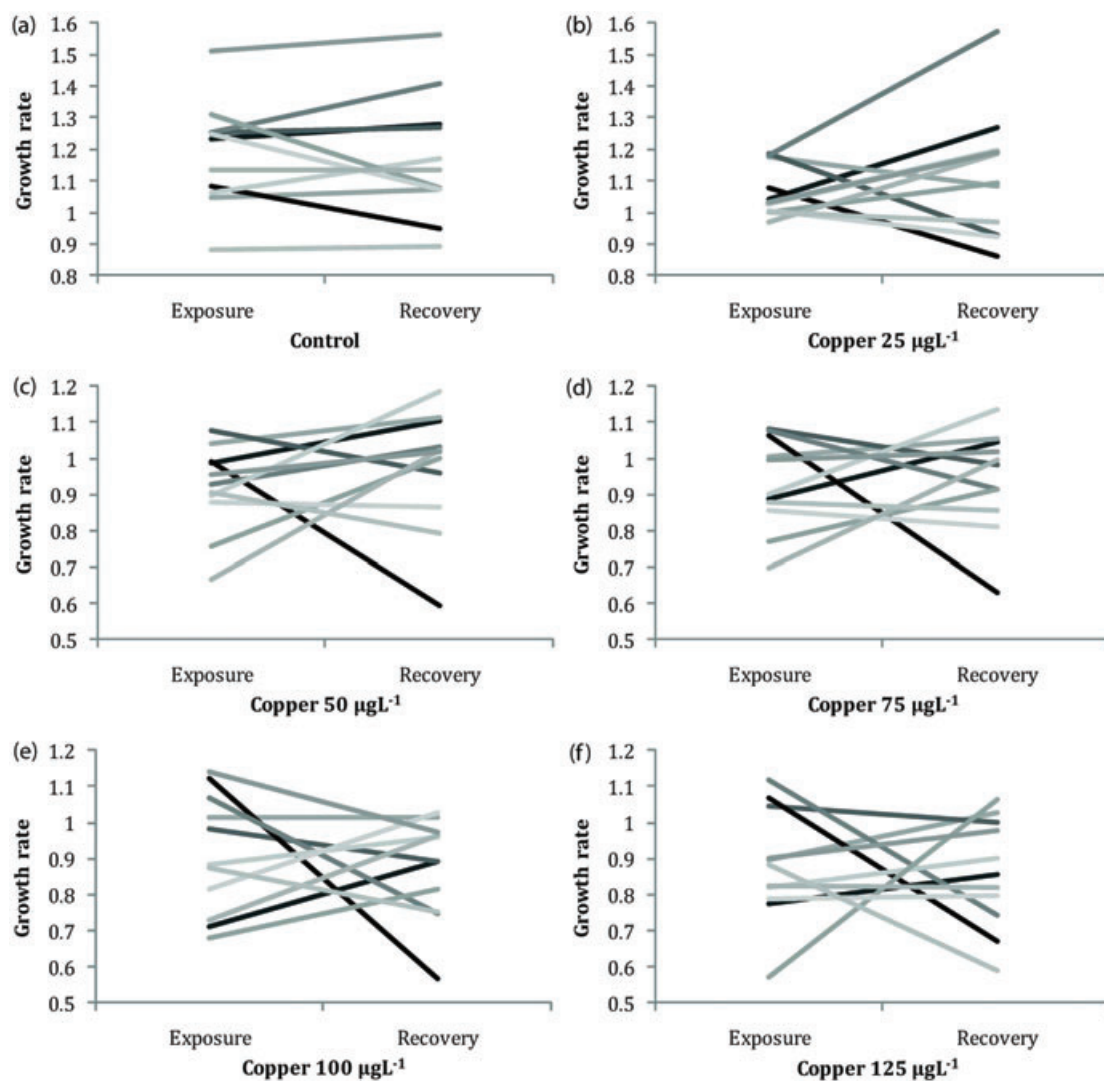 (a)
Growth rate
1.6
1.5
1.4
1.3
1.2
1.1
1
0.9
0.8
Exposure Recovery
Control
(b)
Growth rate
1.6
1.5
1.4
1.3
1.2
1.1
1
0.9
0.8
Exposure Recovery
Copper 25 µgL⁻¹
(c)
Growth rate
1.2
1.1
1
0.9
0.8
0.7
0.6
0.5
Exposure Recovery
Copper 50 µgL⁻¹
(d)
Grwoth rate
1.2
1.1
1
0.9
0.8
0.7
0.6
0.5
Exposure Recovery
Copper 75 µgL⁻¹
(e)
Growth rate
1.2
1.1
1
0.9
0.8
0.7
0.6
0.5
Exposure Recovery
Copper 100 µgL⁻¹
(f)
Growth rate
1.2
1.1
1
0.9
0.8
0.7
0.6
0.5
Exposure Recovery
Copper 125 µgL⁻¹